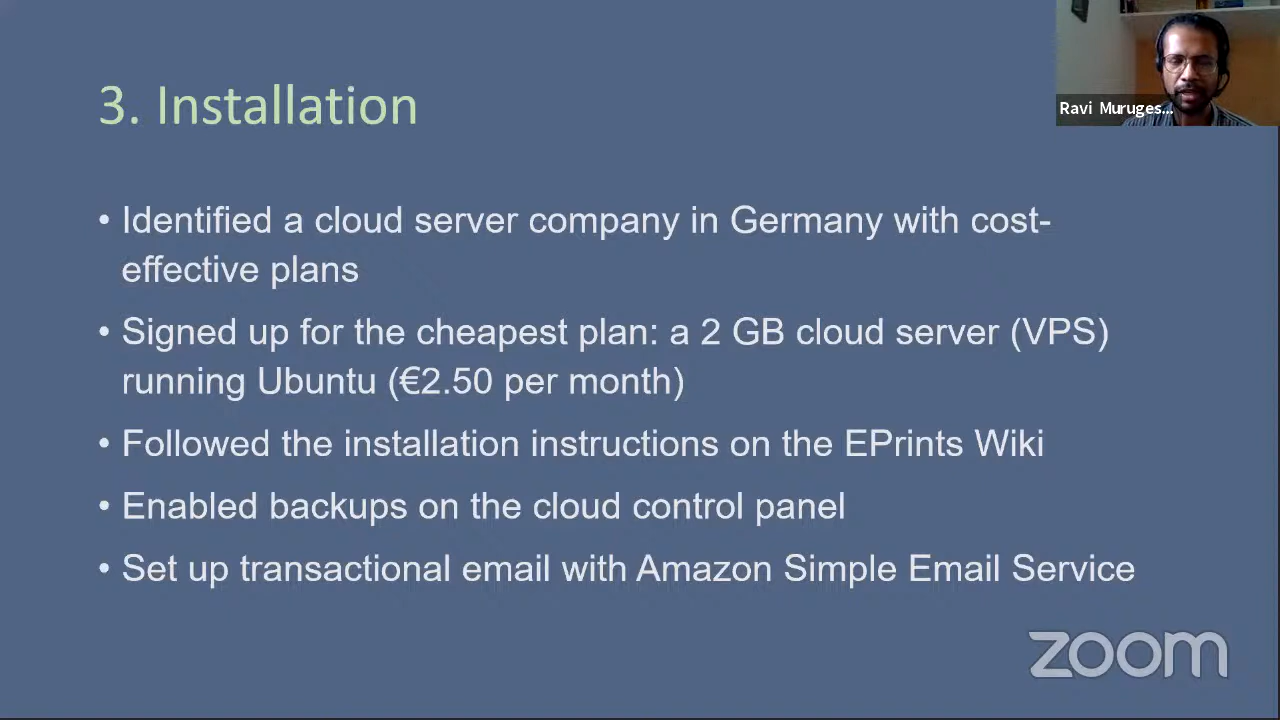 3. Installation
Ravi Muruges...
• Identified a cloud server company in Germany with cost-
effective plans
• Signed up for the cheapest plan: a 2 GB cloud server (VPS)
running Ubuntu (€2.50 per month)
• Followed the installation instructions on the EPrints Wiki
• Enabled backups on the cloud control panel
• Set up transactional email with Amazon Simple Email Service
zoom